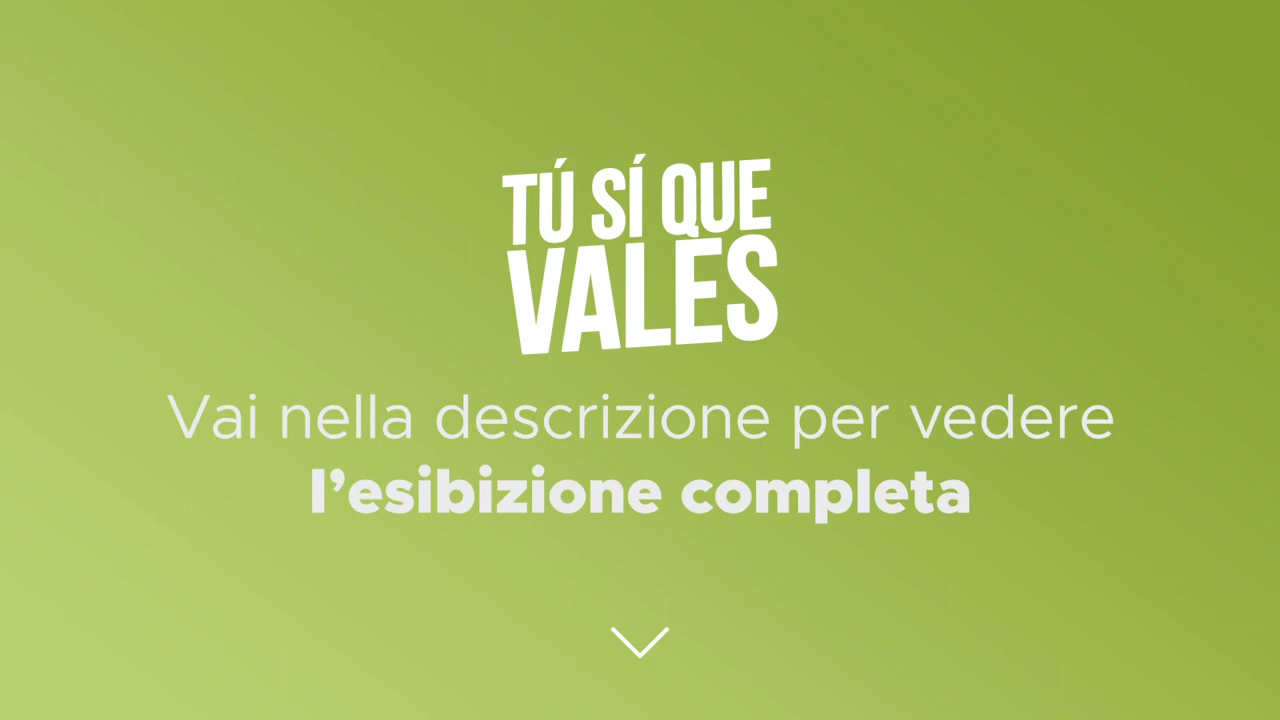 TÚ SÍ QUE
VALES
Vai nella descrizione per vedere
l’esibizione completa